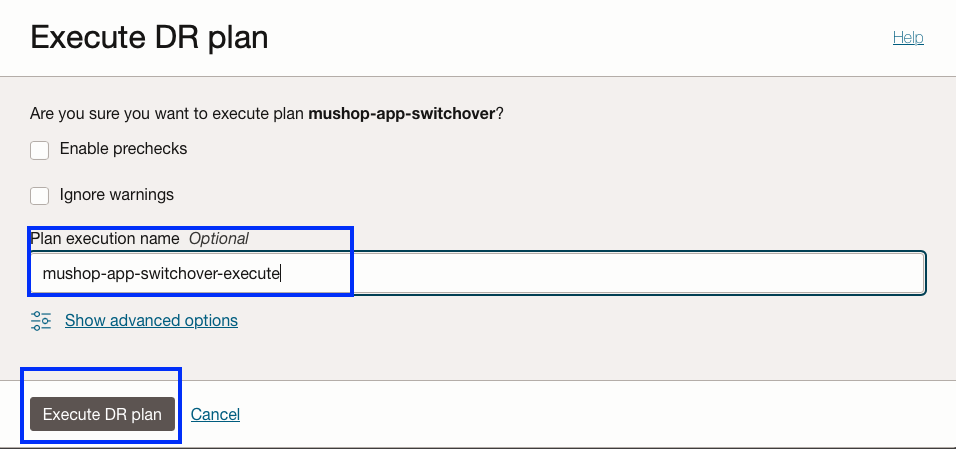 Execute DR plan
Help
Are you sure you want to execute plan mushop-app-switchover?
Enable prechecks
Ignore warnings
Plan execution name Optional
mushop-app-switchover-execute
Show advanced options
Execute DR plan Cancel